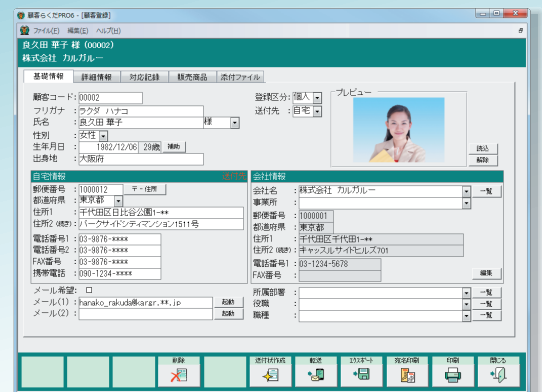 顧客らくだPRO6 - [顧客登録]
ファイル(F) 編集(E) ヘルプ(H)
良久田 華子 様 (00002)
株式会社 カルガルー
基礎情報 詳細情報 対応記録 販売商品 添付ファイル
顧客コード: 00002
登録区分: 個人
プレビュー
フリガナ : ラクダ ハナコ
送付先 : 自宅
氏名 : 良久田 華子 様
性別 : 女性
生年月日 : 1982/12/06 29歳 補助
読込
出身地 : 大阪府
解除
自宅情報
会社情報
郵便番号 : 1000012 〒→住所
会社名 : 株式会社 カルガルー 一覧
都道府県 : 東京都
事業所 :
住所1 : 千代田区日比谷公園1-**
郵便番号 : 1000001
住所2 (続き): パークサイドシティマンション1511号
都道府県 : 東京都
住所1 : 千代田区千代田1-**
電話番号1 : 03-9876-××××
住所2 (続き): キャッスルサイドヒルズ701
電話番号2 : 03-9876-××××
電話番号1 : 03-1234-5678
FAX番号 : 03-9876-××××
FAX番号 : 編集
携帯電話 : 090-1234-××××
メール希望:
所属部署 : 一覧
メール(1) : hanako_rakuda@kargr.**.jp 起動
役職 : 一覧
メール(2) : 起動
職種 : 一覧
削除 送付状作成 転送 エクスポート 宛名印刷 印刷 閉じる